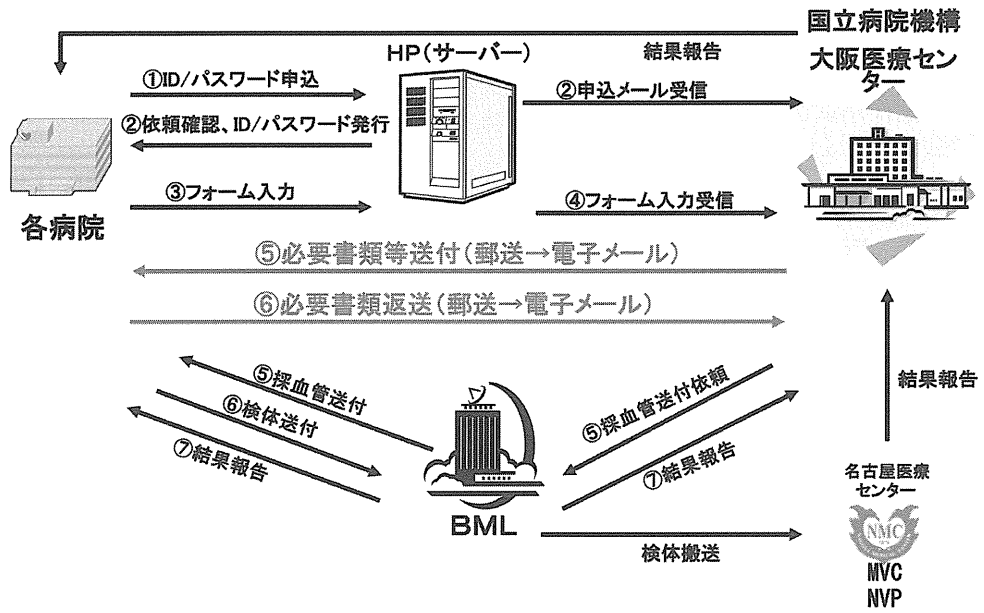 国立病院機構
大阪医療セン
ター
結果報告
HP(サーバー)
①ID/パスワード申込
②申込メール受信
②依頼確認、ID/パスワード発行
③フォーム入力
④フォーム入力受信
各病院
⑤必要書類等送付(郵送→電子メール)
⑥必要書類返送(郵送→電子メール)
⑤採血管送付
⑥検体送付
⑦結果報告
⑤採血管送付依頼
⑦結果報告
結果報告
BML
検体搬送
名古屋医療
センター
NMC
MVC
NVP